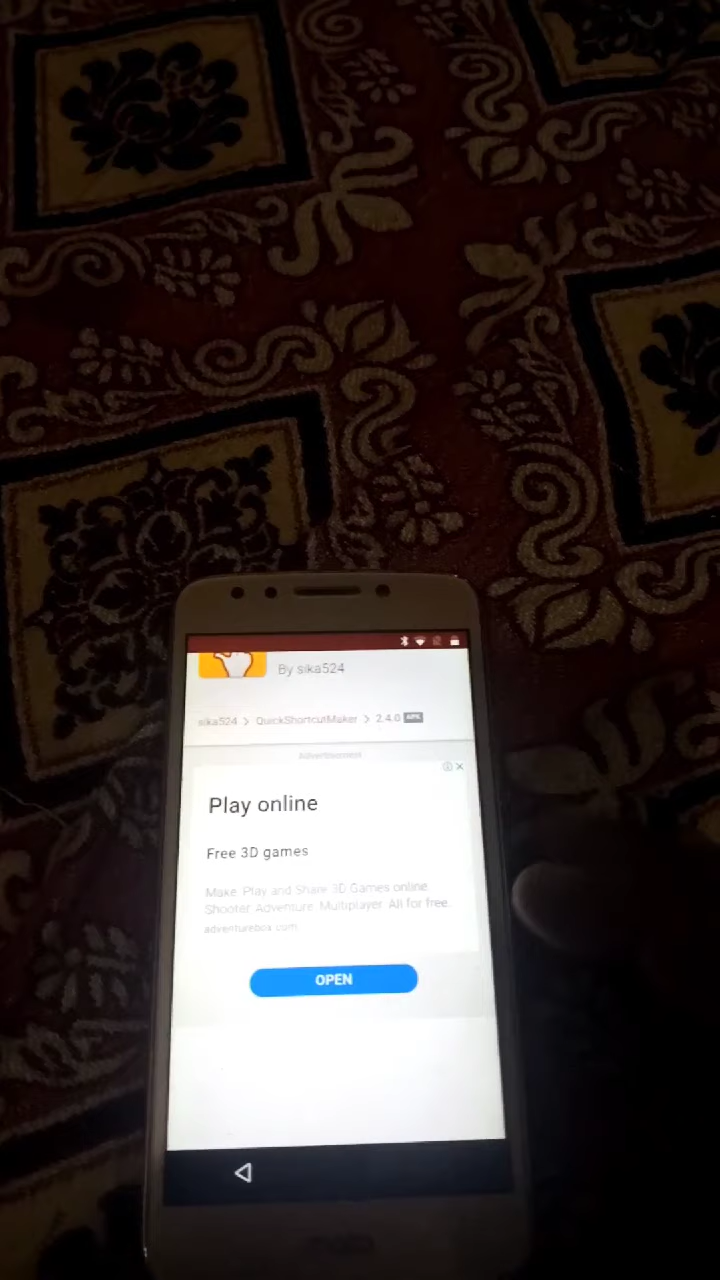 By sika524
sika524 > QuickShortcutMaker > 2.4.0 APK
Advertisement
Play online
Free 3D games
Make, Play and Share 3D Games online.
Shooter. Adventure. Multiplayer. All for free.
adventurebox.com
OPEN